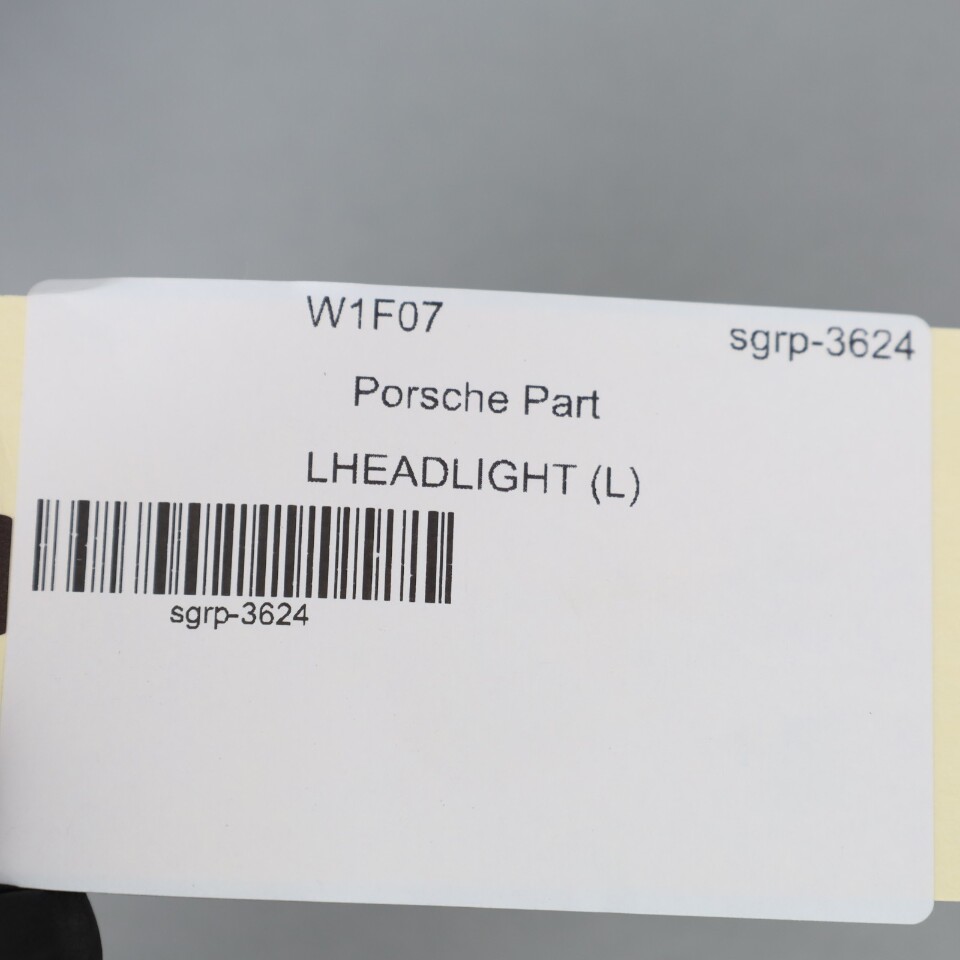 W1F07
sgrp-3624
Porsche Part
LHEADLIGHT (L)
sgrp-3624